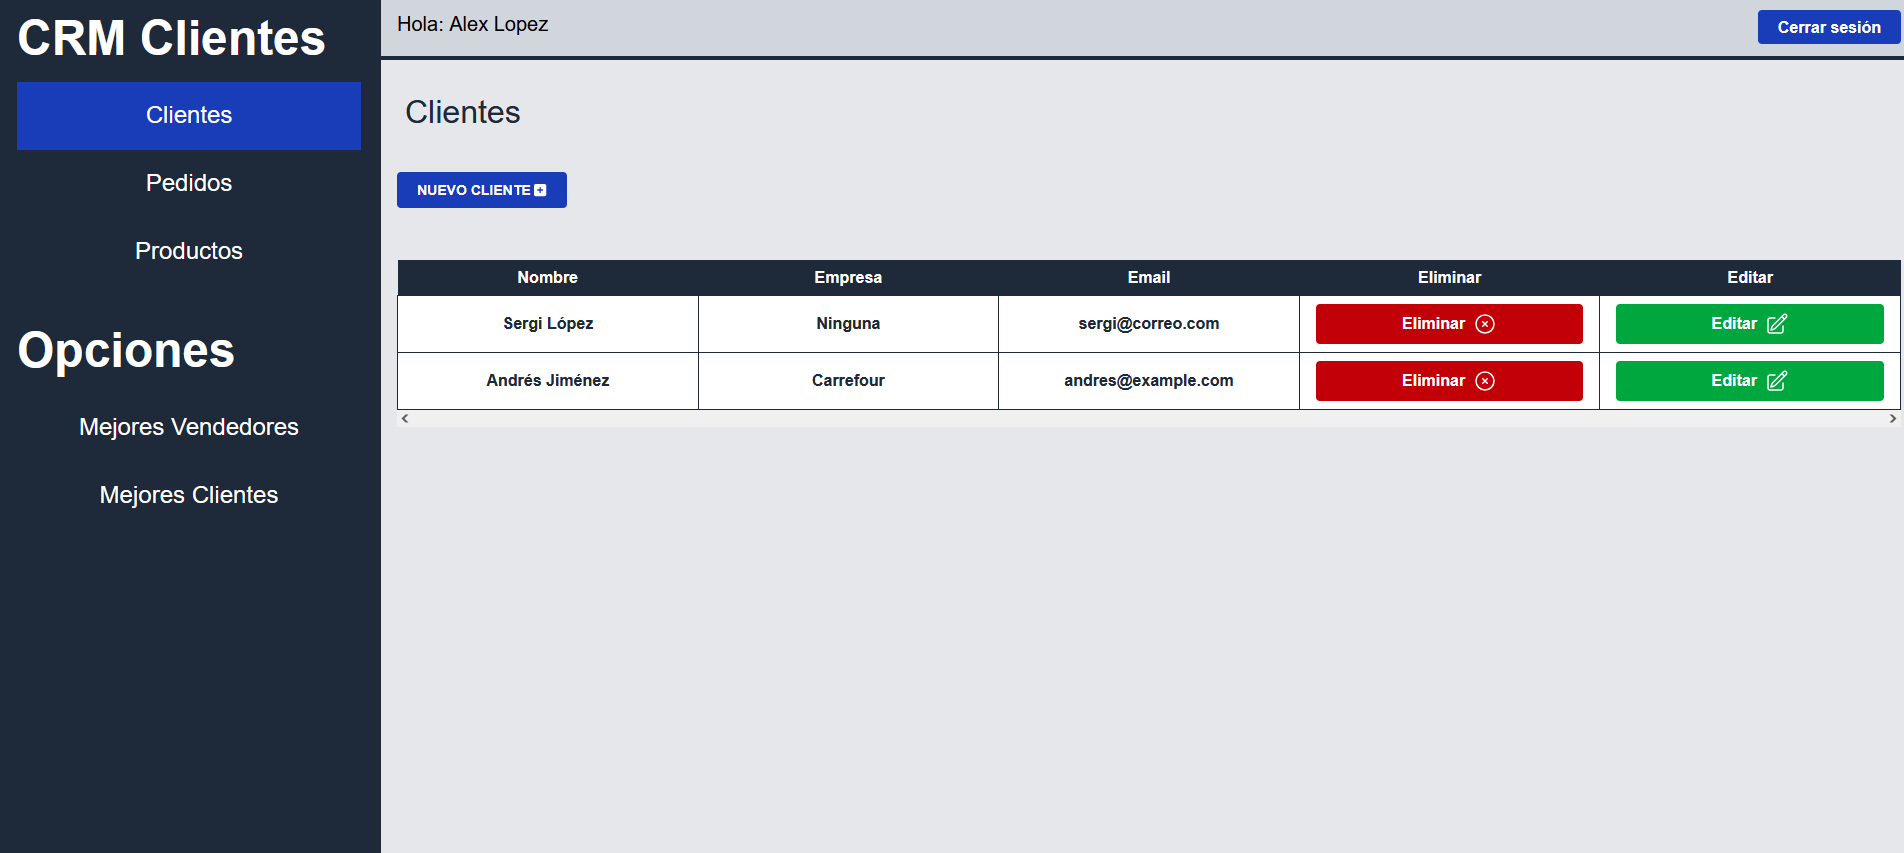 CRM Clientes
Clientes
Pedidos
Productos
Opciones
Mejores Vendedores
Mejores Clientes
Hola: Alex Lopez
Cerrar sesión
Clientes
NUEVO CLIENTE
Nombre Empresa Email Eliminar Editar
Sergi López Ninguna sergi@correo.com Eliminar Editar
Andrés Jiménez Carrefour andres@example.com Eliminar Editar